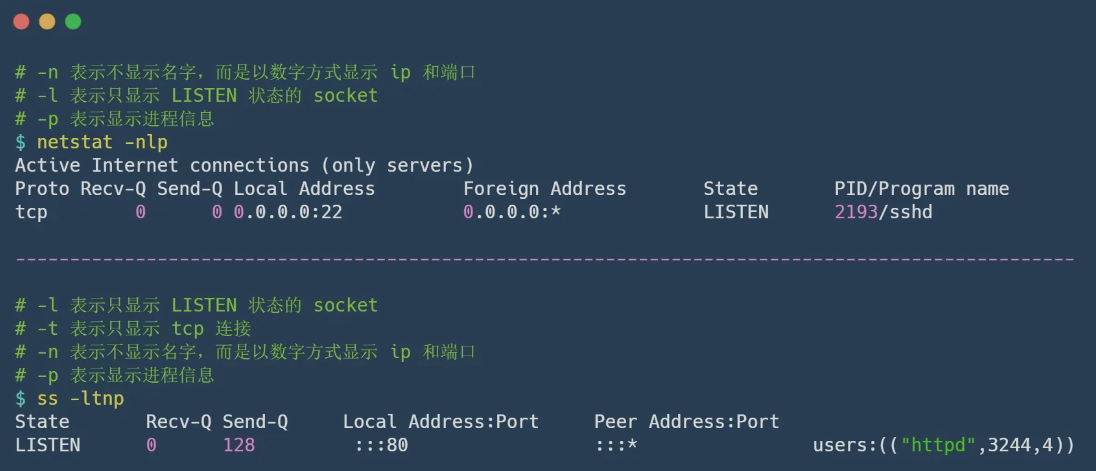 # -n 表示不显示名字，而是以数字方式显示 ip 和端口
# -l 表示只显示 LISTEN 状态的 socket
# -p 表示显示进程信息
$ netstat -nlp
Active Internet connections (only servers)
Proto Recv-Q Send-Q Local Address        Foreign Address       State       PID/Program name
tcp        0      0 0.0.0.0:22           0.0.0.0:*             LISTEN      2193/sshd
-------------------------------------------------------------------------------------------------
# -l 表示只显示 LISTEN 状态的 socket
# -t 表示只显示 tcp 连接
# -n 表示不显示名字，而是以数字方式显示 ip 和端口
# -p 表示显示进程信息
$ ss -ltnp
State       Recv-Q Send-Q     Local Address:Port     Peer Address:Port
LISTEN      0      128         :::80                 :::*                users:(("httpd",3244,4))